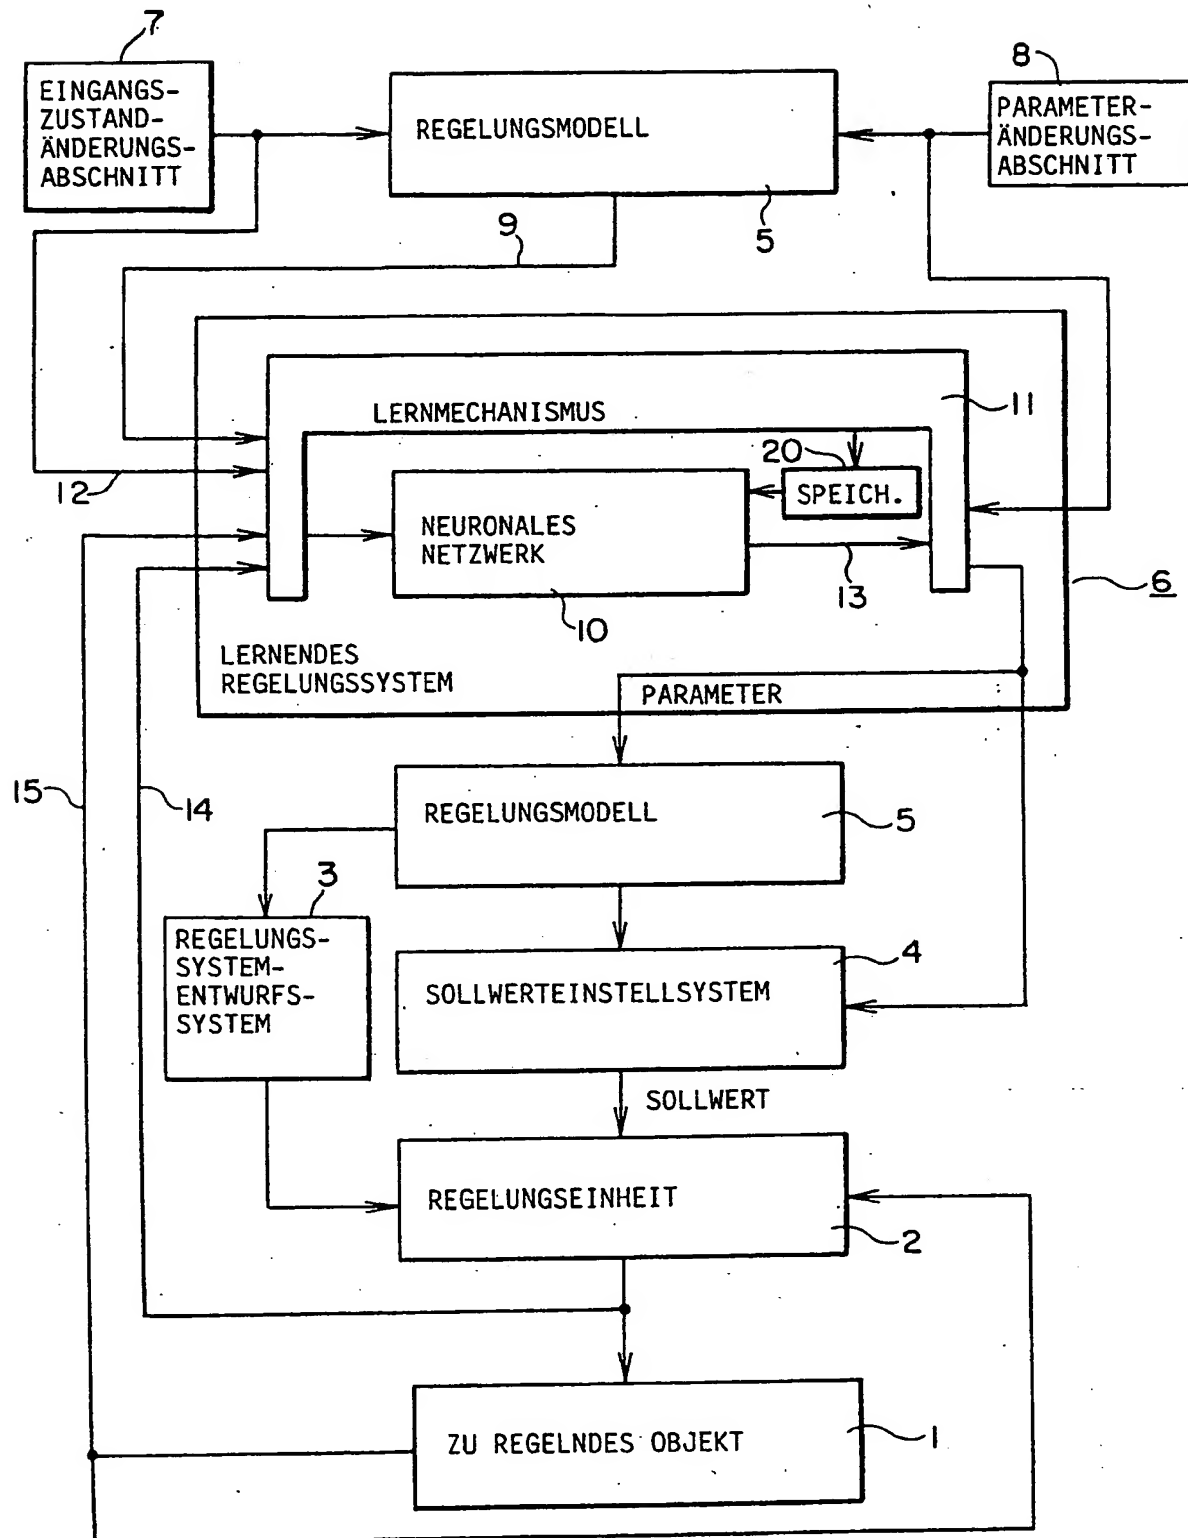 7
EINGANGS-
ZUSTAND-
ÄNDERUNGS-
ABSCHNITT
REGELUNGSMODELL
5
8
PARAMETER-
ÄNDERUNGS-
ABSCHNITT
9
LERNMECHANISMUS
11
20
SPEICH.
12
NEURONALES
NETZWERK
10
13
6
LERNENDES
REGELUNGSSYSTEM
PARAMETER
15
14
REGELUNGSMODELL
5
3
REGELUNGS-
SYSTEM-
ENTWURFS-
SYSTEM
4
SOLLWERTEINSTELLSYSTEM
SOLLWERT
REGELUNGSEINHEIT
2
ZU REGELNDES OBJEKT
1